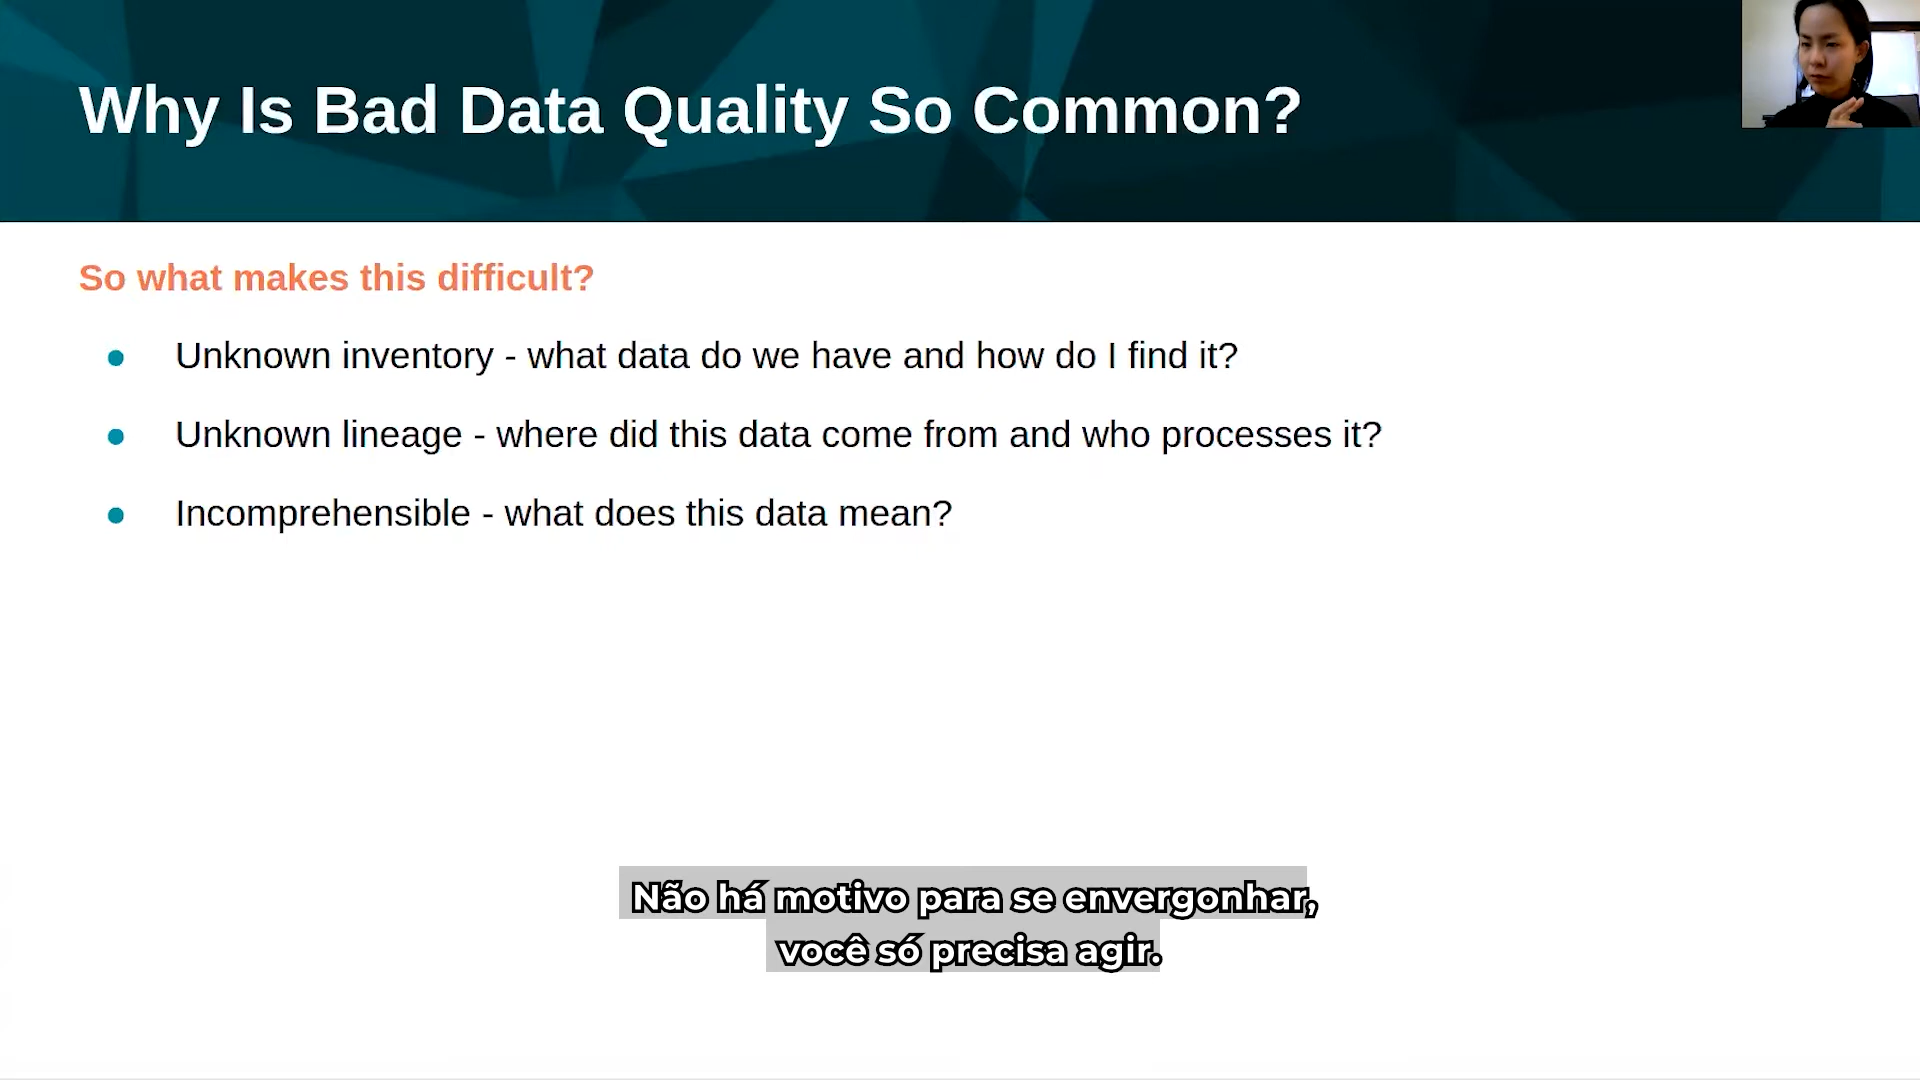 Why Is Bad Data Quality So Common?
So what makes this difficult?
● Unknown inventory - what data do we have and how do I find it?
● Unknown lineage - where did this data come from and who processes it?
● Incomprehensible - what does this data mean?
Não há motivo para se envergonhar,
você só precisa agir.